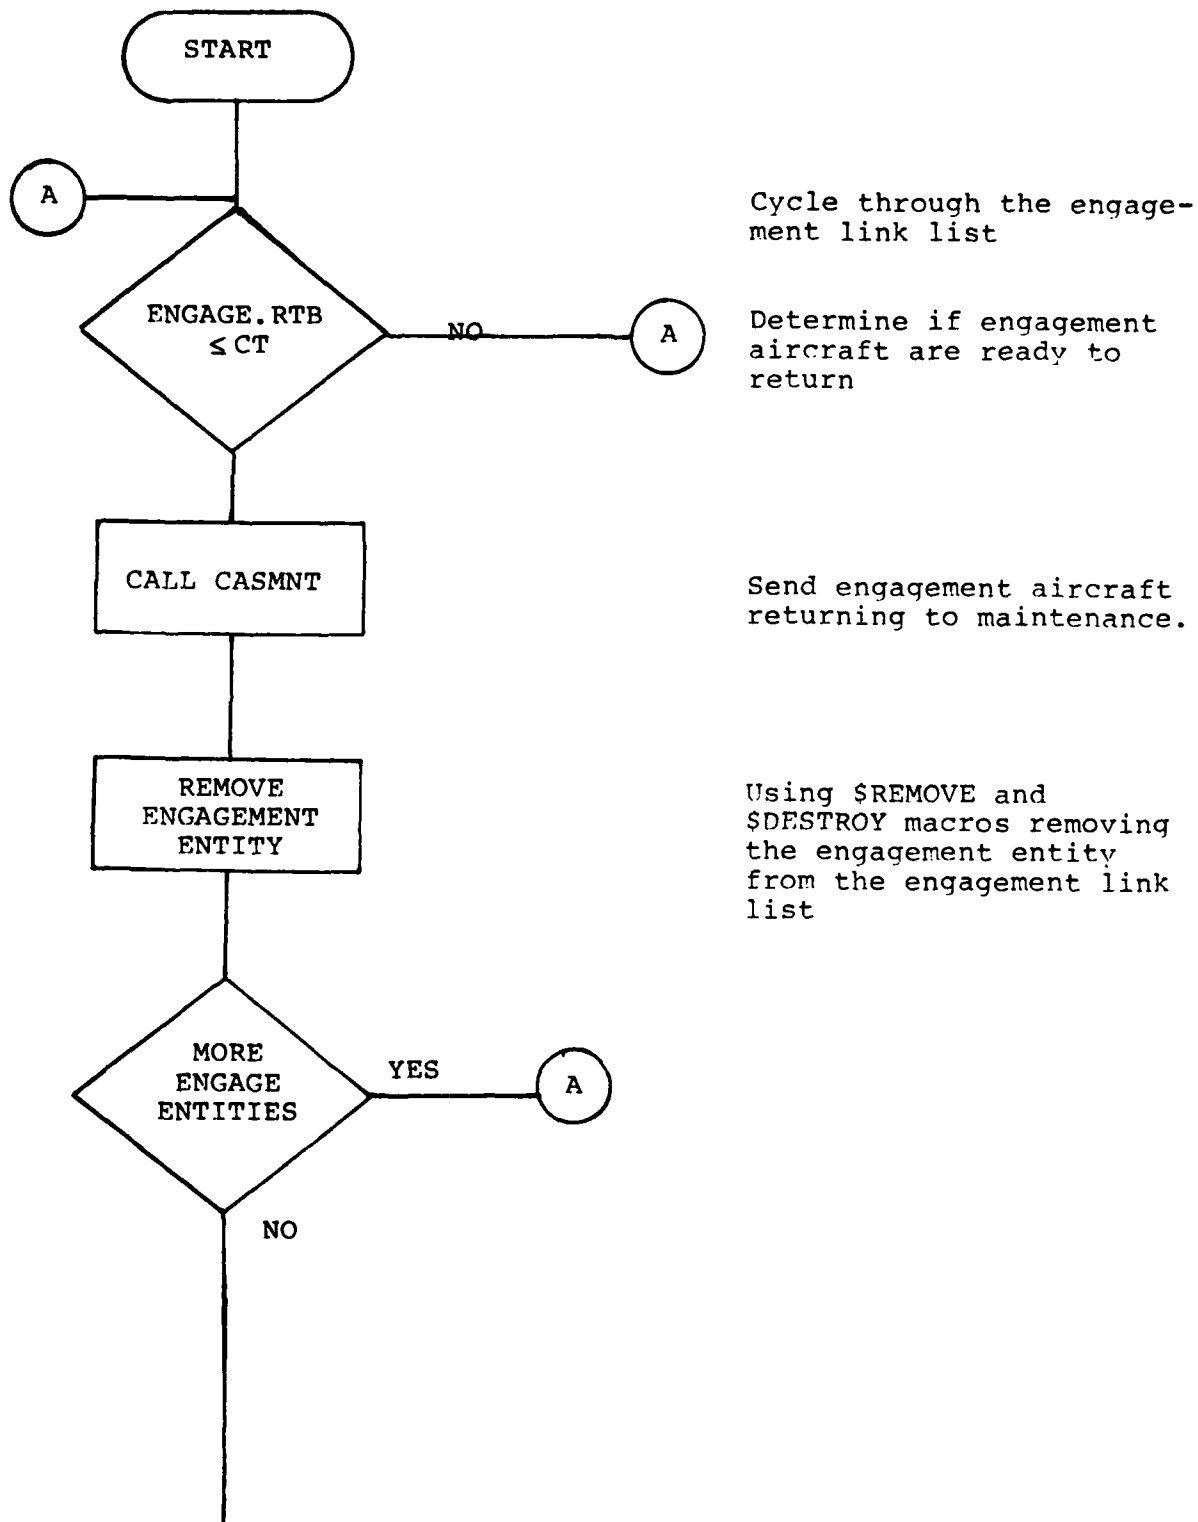 START
A
Cycle through the engage-
ment link list
ENGAGE.RTB
≤ CT
NO
A
Determine if engagement
aircraft are ready to
return
CALL CASMNT
Send engagement aircraft
returning to maintenance.
REMOVE
ENGAGEMENT
ENTITY
Using $REMOVE and
$DESTROY macros removing
the engagement entity
from the engagement link
list
MORE
ENGAGE
ENTITIES
YES
A
NO